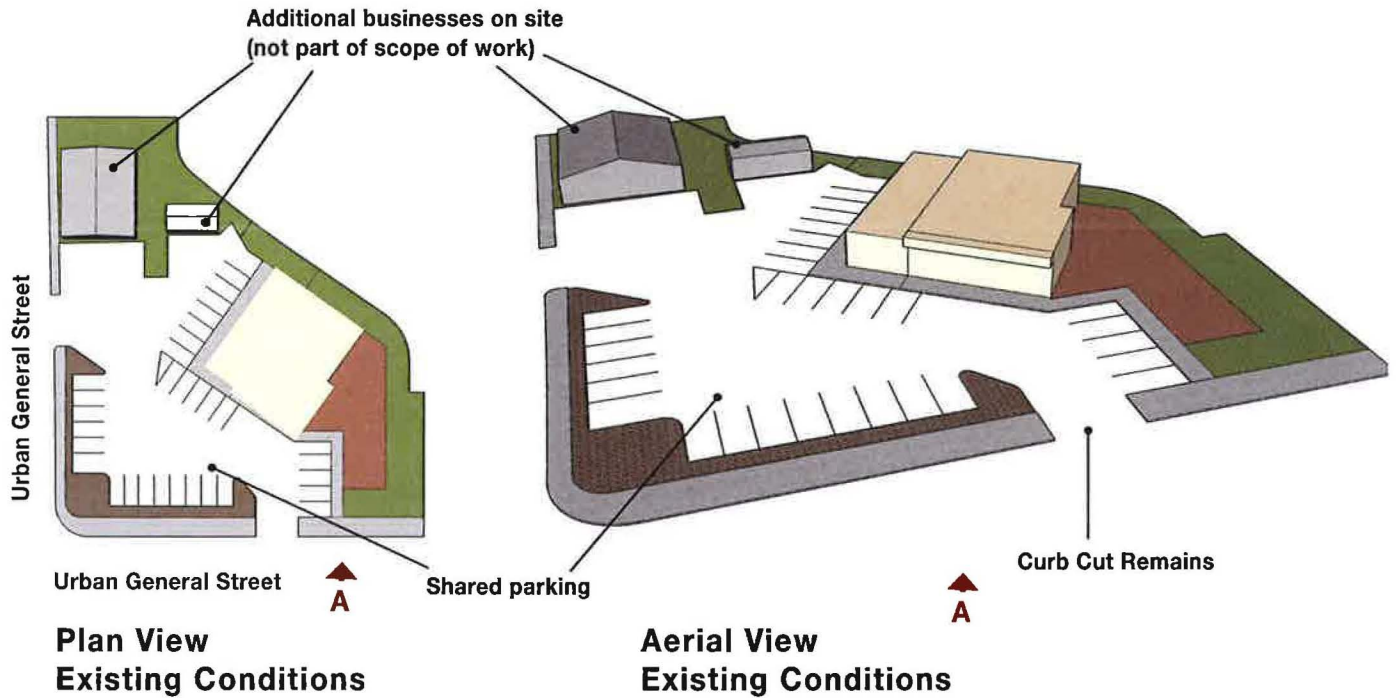 Additional businesses on site
(not part of scope of work)
Urban General Street
Urban General Street
A
Shared parking
Curb Cut Remains
A
Plan View
Existing Conditions
Aerial View
Existing Conditions